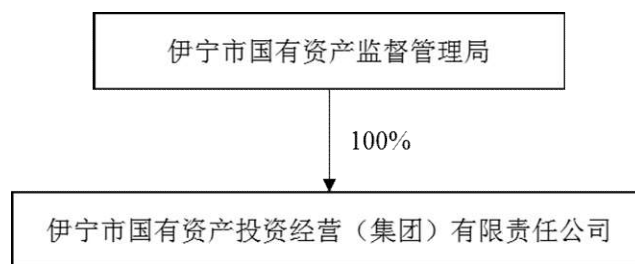 伊宁市国有资产监督管理局
100%
伊宁市国有资产投资经营（集团）有限责任公司